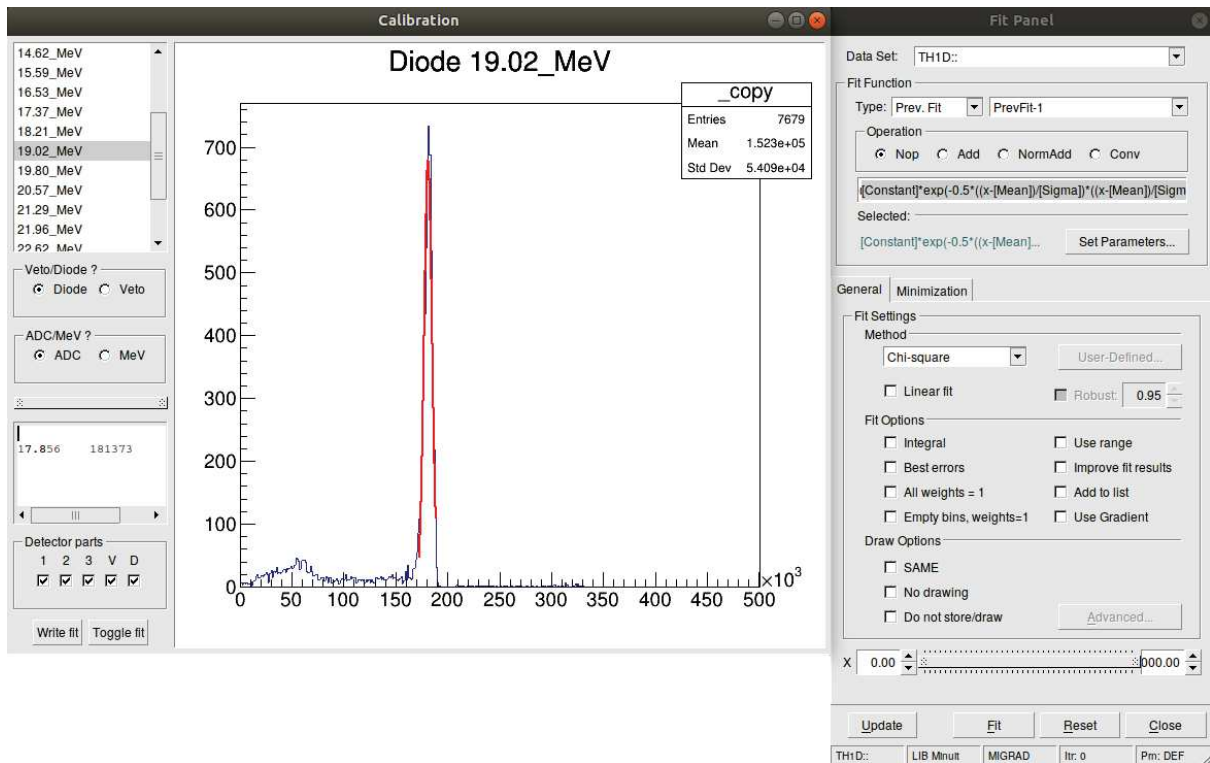 Calibration
14.62_MeV
15.59_MeV
16.53_MeV
17.37_MeV
18.21_MeV
19.02_MeV
19.80_MeV
20.57_MeV
21.29_MeV
21.96_MeV
22.62_MeV
Veto/Diode ?
Diode Veto
ADC/MeV ?
ADC MeV
17.856 181373
Detector parts
1 2 3 V D
Write fit Toggle fit
Diode 19.02_MeV
_copy
Entries 7679
Mean 1.523e+05
Std Dev 5.409e+04
700
600
500
400
300
200
100
0
0 50 100 150 200 250 300 350 400 450 500
×10³
Fit Panel
Data Set: TH1D::
Fit Function
Type: Prev. Fit PrevFit-1
Operation
Nop Add NormAdd Conv
[Constant]*exp(-0.5*((x-[Mean])/[Sigma])*((x-[Mean])/[Sigm
Selected:
[Constant]*exp(-0.5*((x-[Mean]... Set Parameters...
General Minimization
Fit Settings
Method
Chi-square User-Defined...
Linear fit Robust: 0.95
Fit Options
Integral Use range
Best errors Improve fit results
All weights = 1 Add to list
Empty bins, weights=1 Use Gradient
Draw Options
SAME
No drawing
Do not store/draw Advanced...
X 0.00 000.00
Update Fit Reset Close
TH1D:: LIB Minuit MIGRAD Itr: 0 Prn: DEF